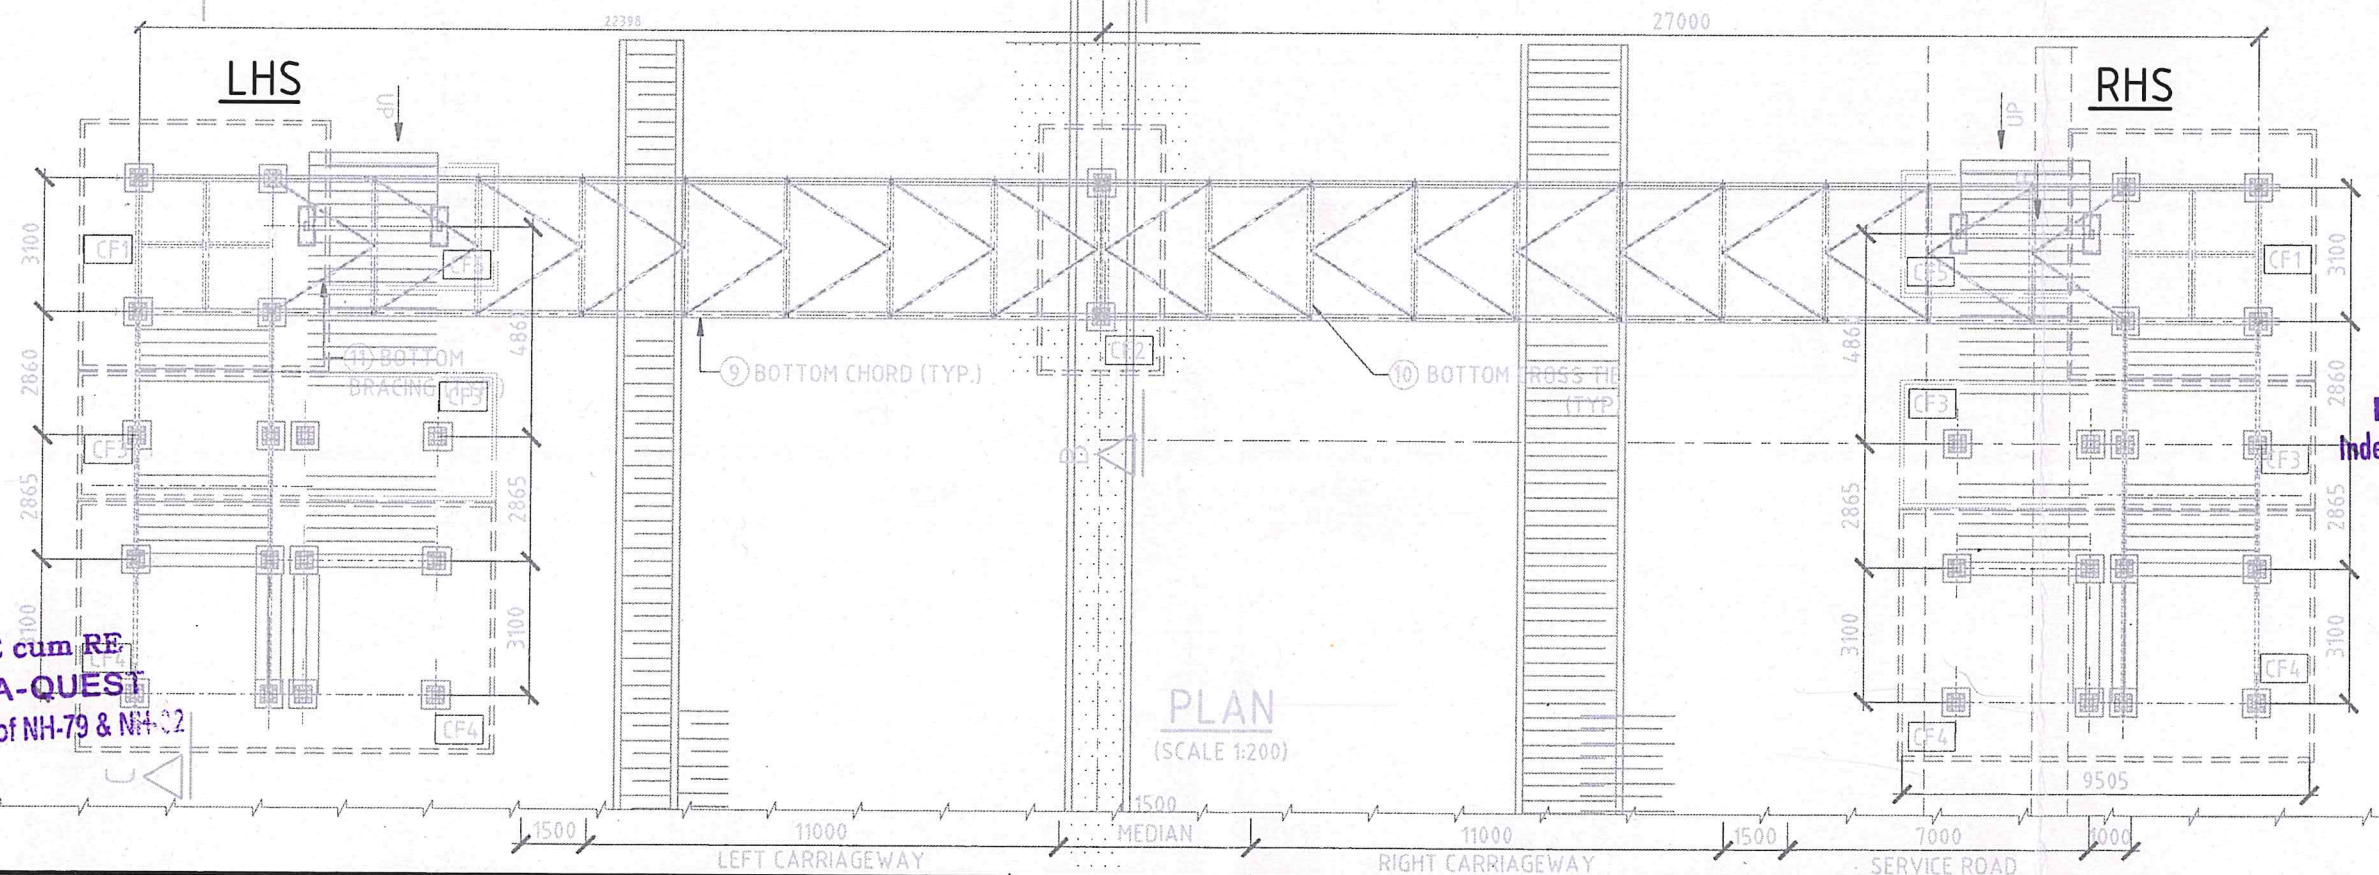 22398
27000
LHS
RHS
UP
UP
3100
CF1
CF5
4860
CF5
4860
CF1
3100
2860
11 BOTTOM
BRACING
CF3
9 BOTTOM CHORD (TYP.)
CF2
10 BOTTOM CROSS TIE
(TYP
CF3
2860
CF3
B
CF3
Inde
2865
2865
2865
2865
3100
3100
3100
3100
cum RE
CF4
A-QUEST
of NH-79 & NH-
CF4
CF4
CF4
PLAN
(SCALE 1:200)
C
9505
1500
1500
11000
MEDIAN
11000
1500
7000
1000
LEFT CARRIAGEWAY
RIGHT CARRIAGEWAY
SERVICE ROAD